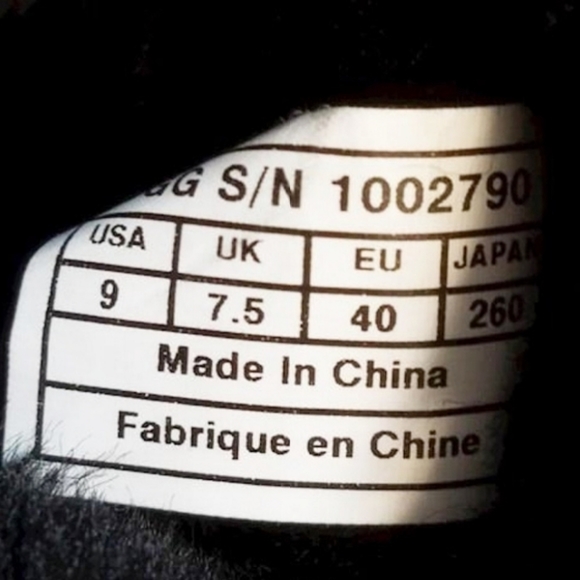 GG S/N 1002790
USA UK EU JAPAN
9 7.5 40 260
Made In China
Fabrique en Chine